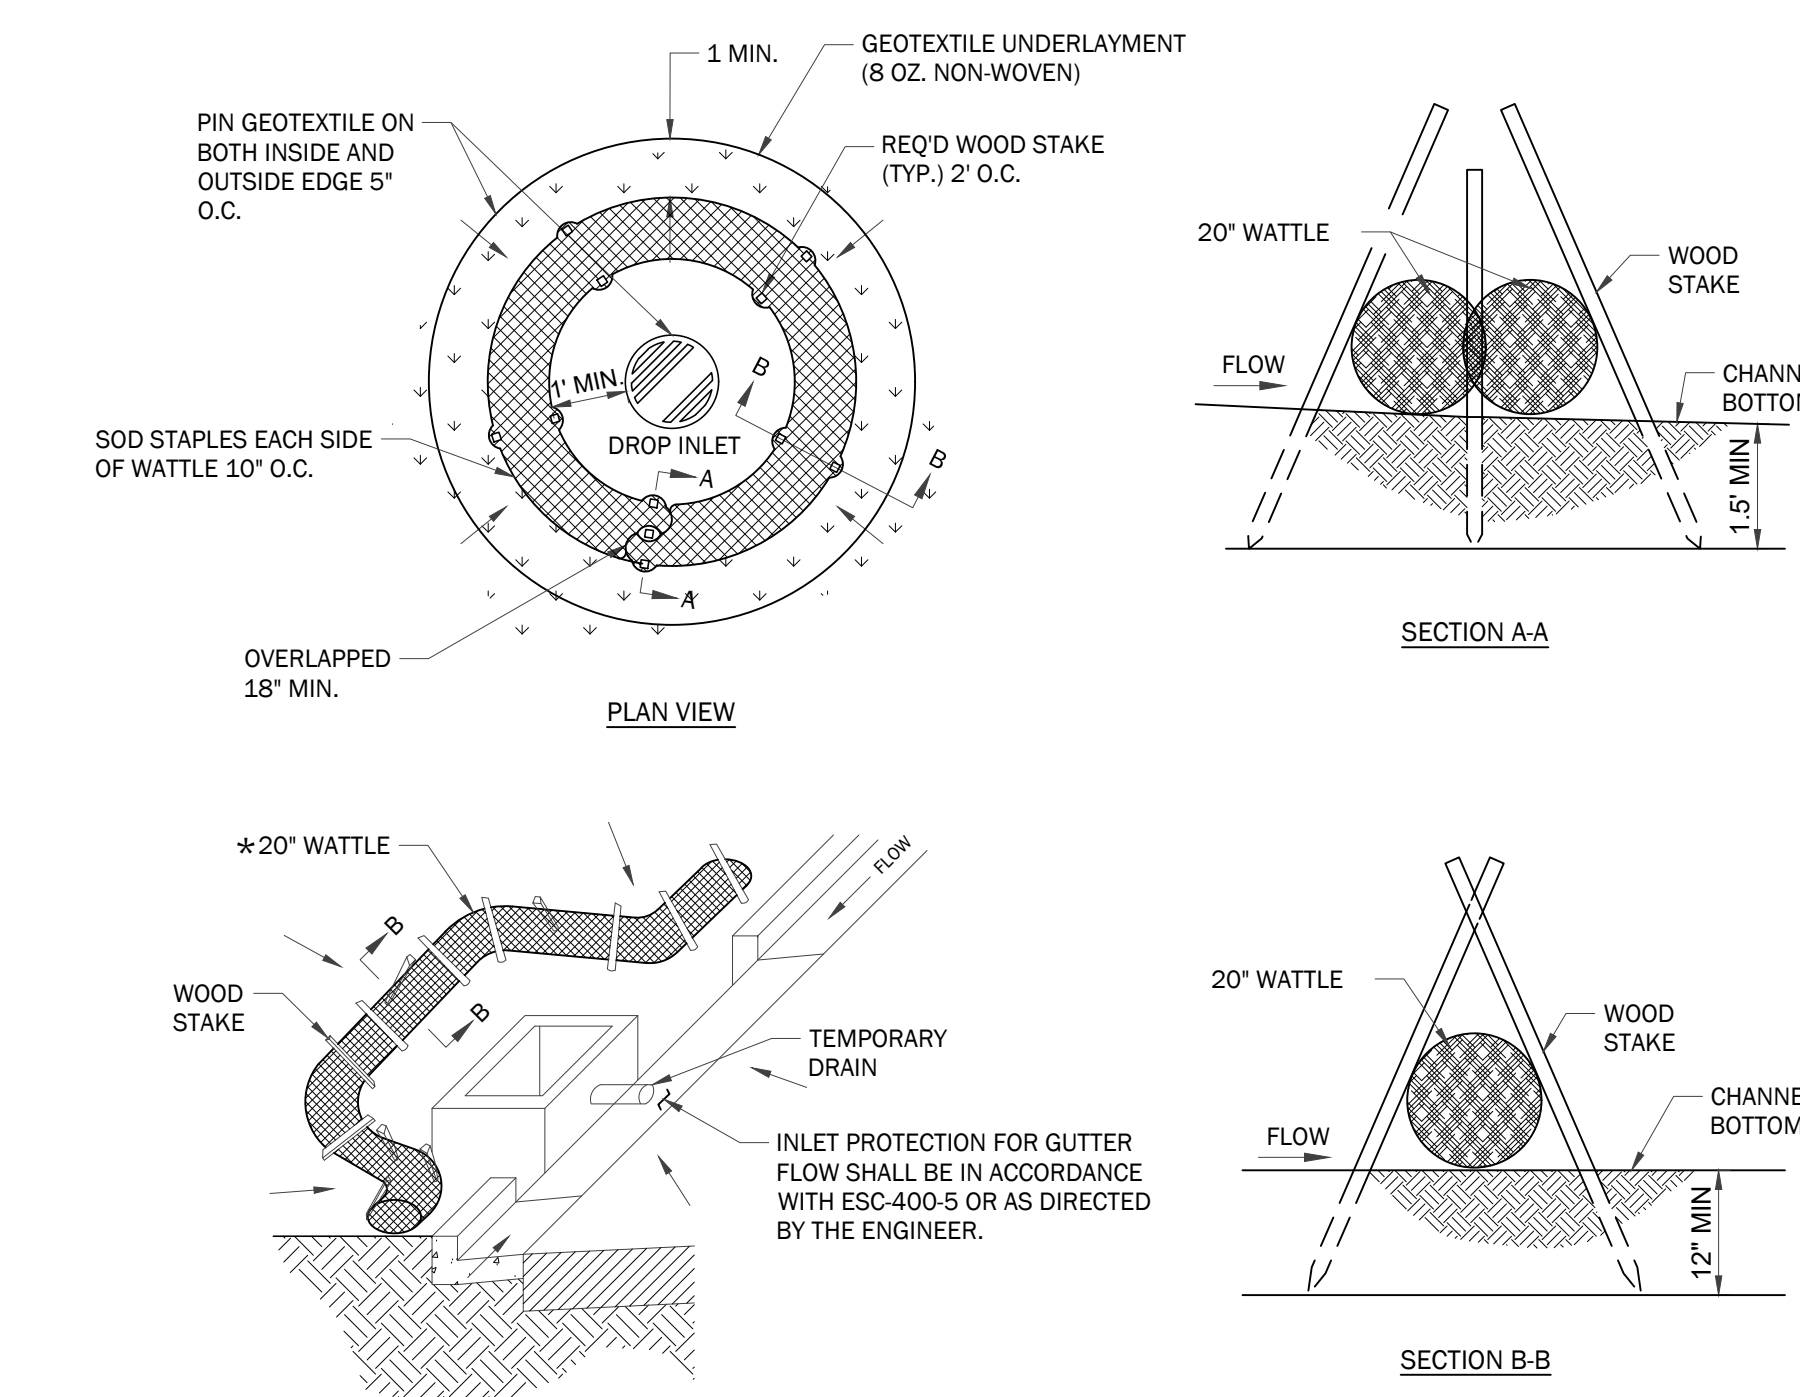 1 MIN.
GEOTEXTILE UNDERLAYMENT
(8 OZ. NON-WOVEN)
PIN GEOTEXTILE ON
BOTH INSIDE AND
OUTSIDE EDGE 5"
O.C.
REQ'D WOOD STAKE
(TYP.) 2' O.C.
1' MIN.
B
DROP INLET
SOD STAPLES EACH SIDE
OF WATTLE 10" O.C.
A
B
A
OVERLAPPED
18" MIN.
PLAN VIEW
20" WATTLE
WOOD
STAKE
FLOW
CHANN
BOTTOM
1.5' MIN
SECTION A-A
*20" WATTLE
FLOW
B
WOOD
STAKE
B
TEMPORARY
DRAIN
INLET PROTECTION FOR GUTTER
FLOW SHALL BE IN ACCORDANCE
WITH ESC-400-5 OR AS DIRECTED
BY THE ENGINEER.
20" WATTLE
WOOD
STAKE
FLOW
CHANNE
BOTTOM
12" MIN
SECTION B-B